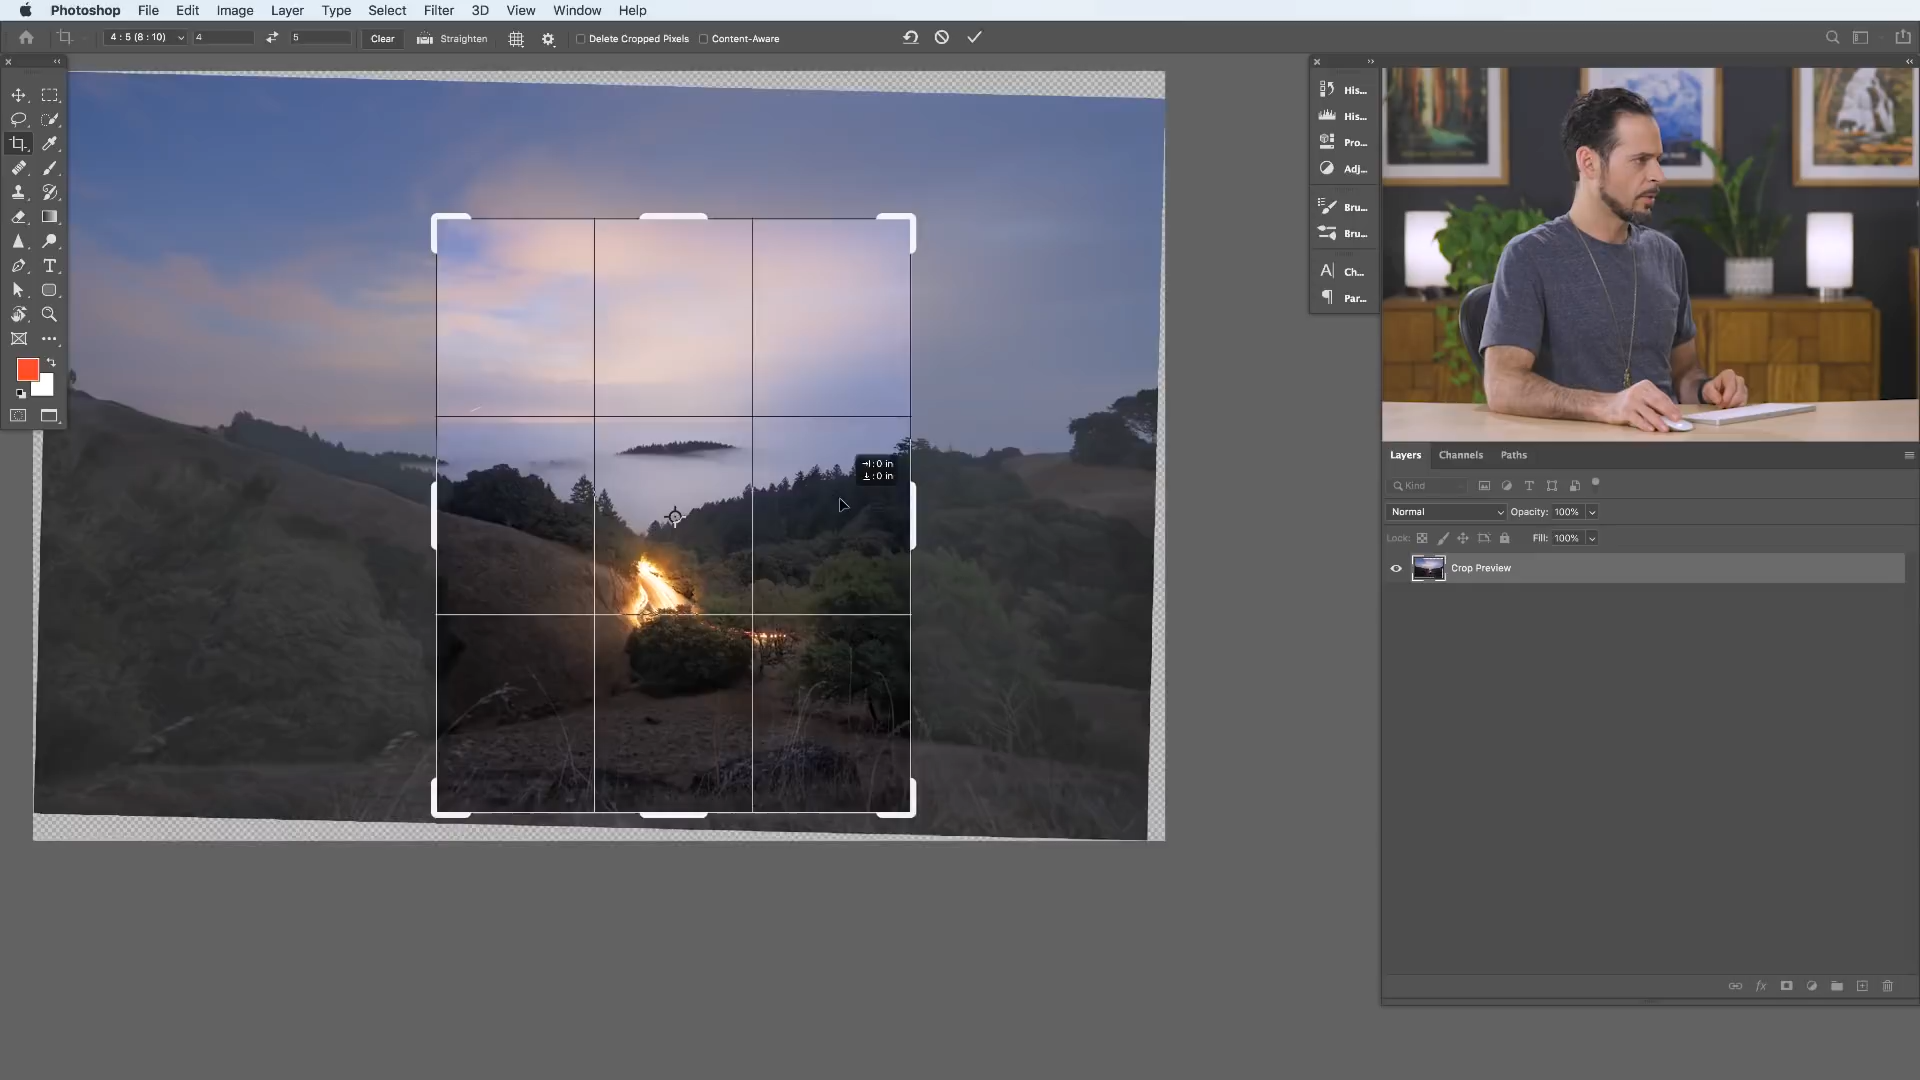 Photoshop File Edit Image Layer Type Select Filter 3D View Window Help
4 : 5 (8 : 10) 4 5 Clear Straighten Delete Cropped Pixels Content-Aware
His...
His...
Pro...
Adj...
Bru...
Bru...
Ch...
Par...
→|: 0 in
: 0 in
Layers Channels Paths
Kind
Normal Opacity: 100%
Lock: Fill: 100%
Crop Preview
fx